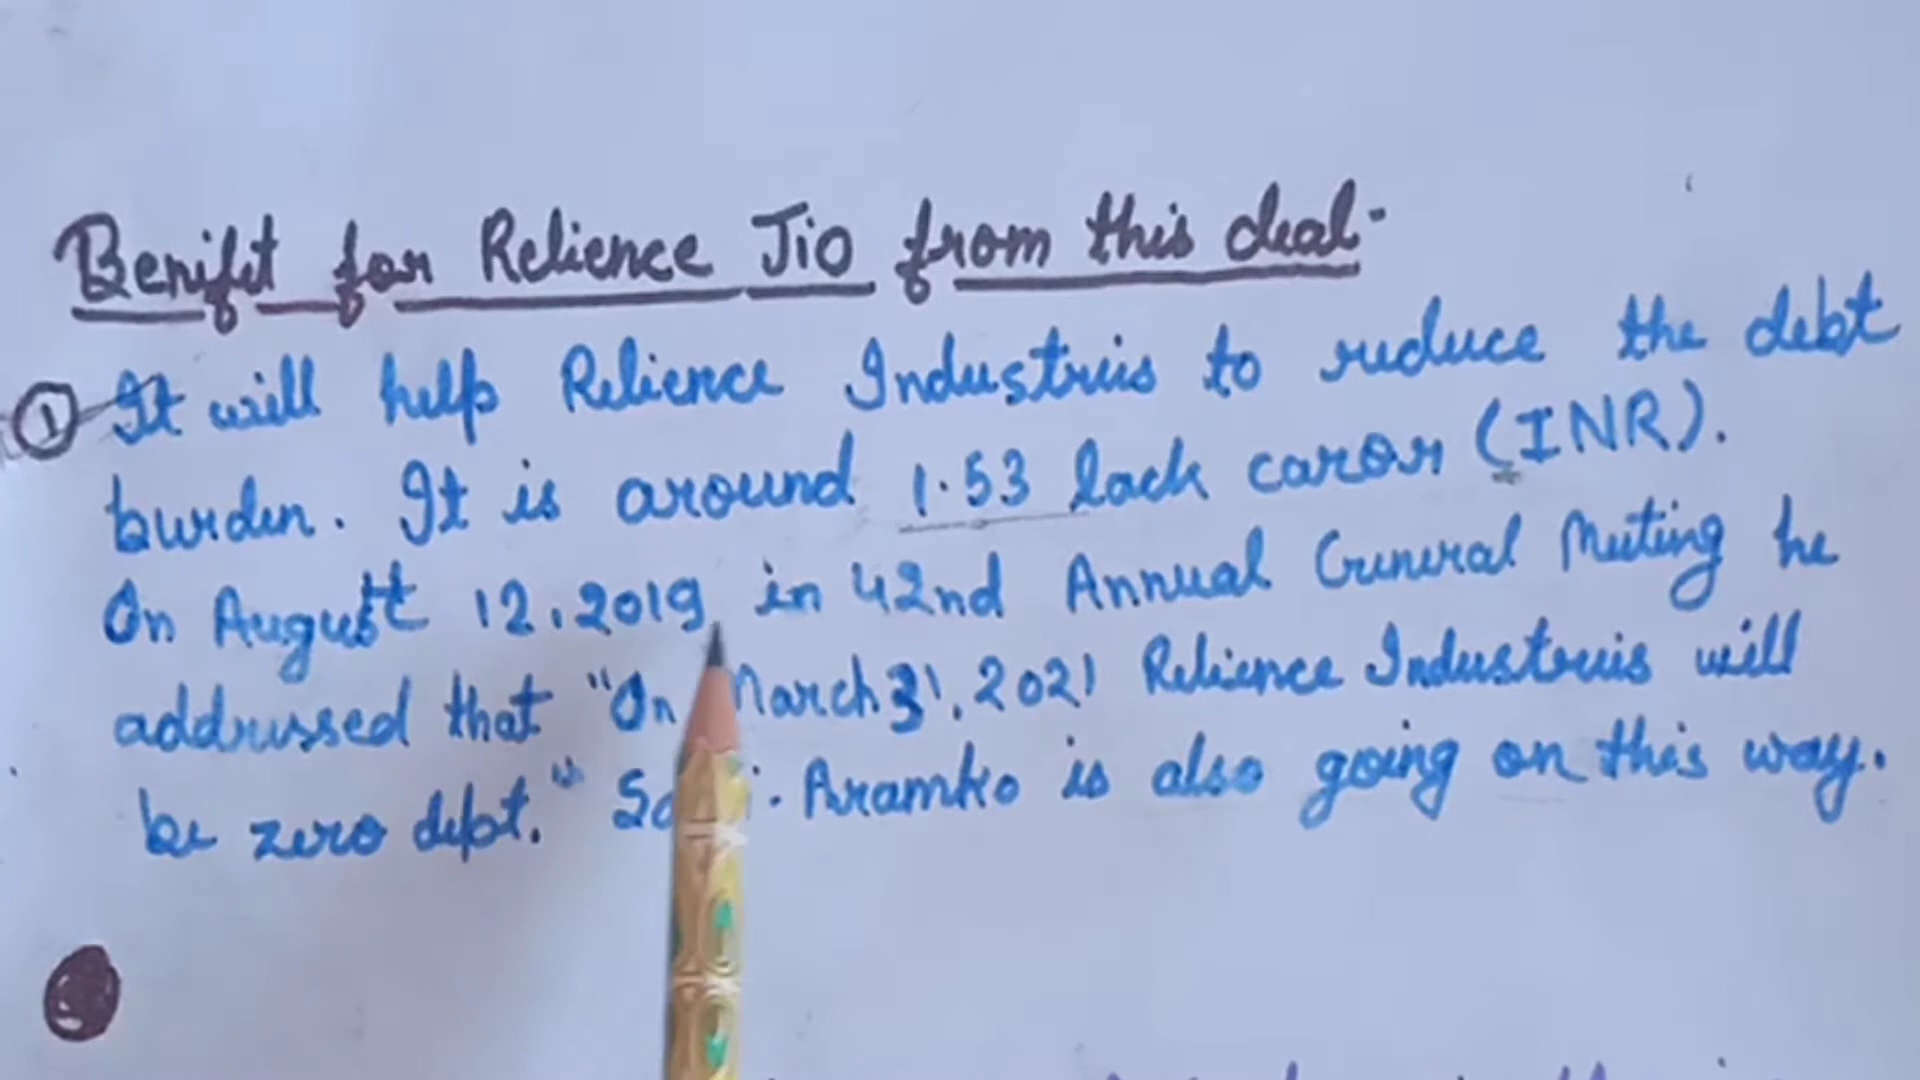 Benifit for Relience Jio from this deal-
① It will help Relience Industries to reduce the debt
burden. It is around 1.53 lack caror (INR).
On August 12, 2019 in 42nd Annual General Meeting he
addressed that "On March 31, 2021 Relience Industries will
be zero debt." Aramko is also going on this way.